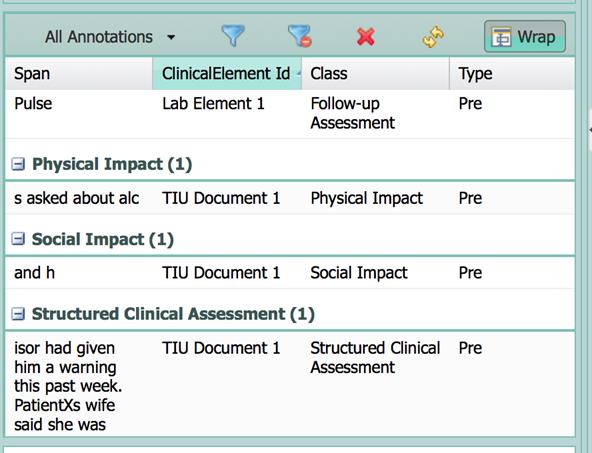 All Annotations
Wrap
Span ClinicalElement Id Class Type
Pulse Lab Element 1 Follow-up Pre
Assessment
Physical Impact (1)
s asked about alc TIU Document 1 Physical Impact Pre
Social Impact (1)
and h TIU Document 1 Social Impact Pre
Structured Clinical Assessment (1)
isor had given TIU Document 1 Structured Clinical Pre
him a warning Assessment
this past week.
PatientXs wife
said she was